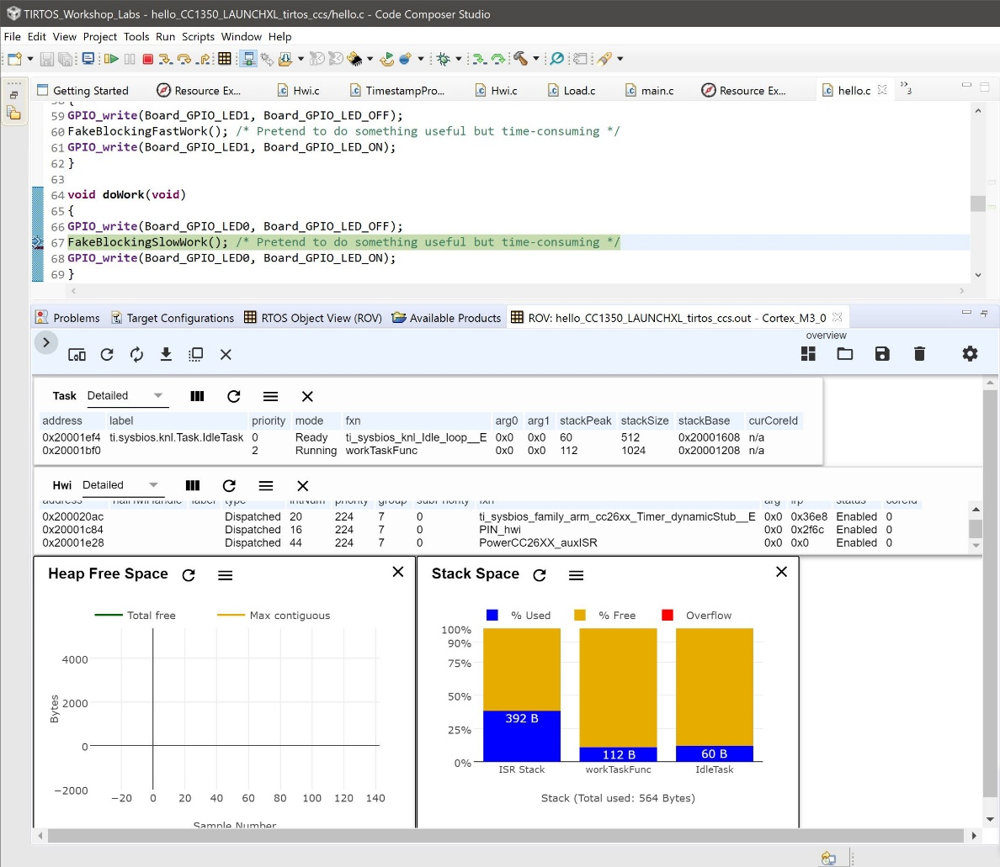 TIRTOS_Workshop_Labs - hello_CC1350_LAUNCHXL_tirtos_ccs/hello.c - Code Composer Studio
File Edit View Project Tools Run Scripts Window Help
Getting Started Resource Ex... Hwi.c TimestampPro... Hwi.c Load.c main.c Resource Ex... hello.c 3
58 {
59 GPIO_write(Board_GPIO_LED1, Board_GPIO_LED_OFF);
60 FakeBlockingFastWork(); /* Pretend to do something useful but time-consuming */
61 GPIO_write(Board_GPIO_LED1, Board_GPIO_LED_ON);
62 }
63
64 void doWork(void)
65 {
66 GPIO_write(Board_GPIO_LED0, Board_GPIO_LED_OFF);
67 FakeBlockingSlowWork(); /* Pretend to do something useful but time-consuming */
68 GPIO_write(Board_GPIO_LED0, Board_GPIO_LED_ON);
69 }
Problems Target Configurations RTOS Object View (ROV) Available Products ROV: hello_CC1350_LAUNCHXL_tirtos_ccs.out - Cortex_M3_0
overview
Task Detailed
address label priority mode fxn arg0 arg1 stackPeak stackSize stackBase curCoreId
0x20001ef4 ti.sysbios.knl.Task.IdleTask 0 Ready ti_sysbios_knl_Idle_loop__E 0x0 0x0 60 512 0x20001608 n/a
0x20001bf0 2 Running workTaskFunc 0x0 0x0 112 1024 0x20001208 n/a
Hwi Detailed
address halHwiHandle label type intNum priority group subPriority fxn arg irp status coreId
0x200020ac Dispatched 20 224 7 0 ti_sysbios_family_arm_cc26xx_Timer_dynamicStub__E 0x0 0x36e8 Enabled 0
0x20001c84 Dispatched 16 224 7 0 PIN_hwi 0x0 0x2f6c Enabled 0
0x20001e28 Dispatched 44 224 7 0 PowerCC26XX_auxISR 0x0 0x0 Enabled 0
Heap Free Space
Total free Max contiguous
4000
2000
0
−2000
Bytes
−20 0 20 40 60 80 100 120 140
Sample Number
Stack Space
% Used % Free Overflow
100%
90%
75%
50%
25%
0%
392 B 112 B 60 B
ISR Stack workTaskFunc IdleTask
Stack (Total used: 564 Bytes)